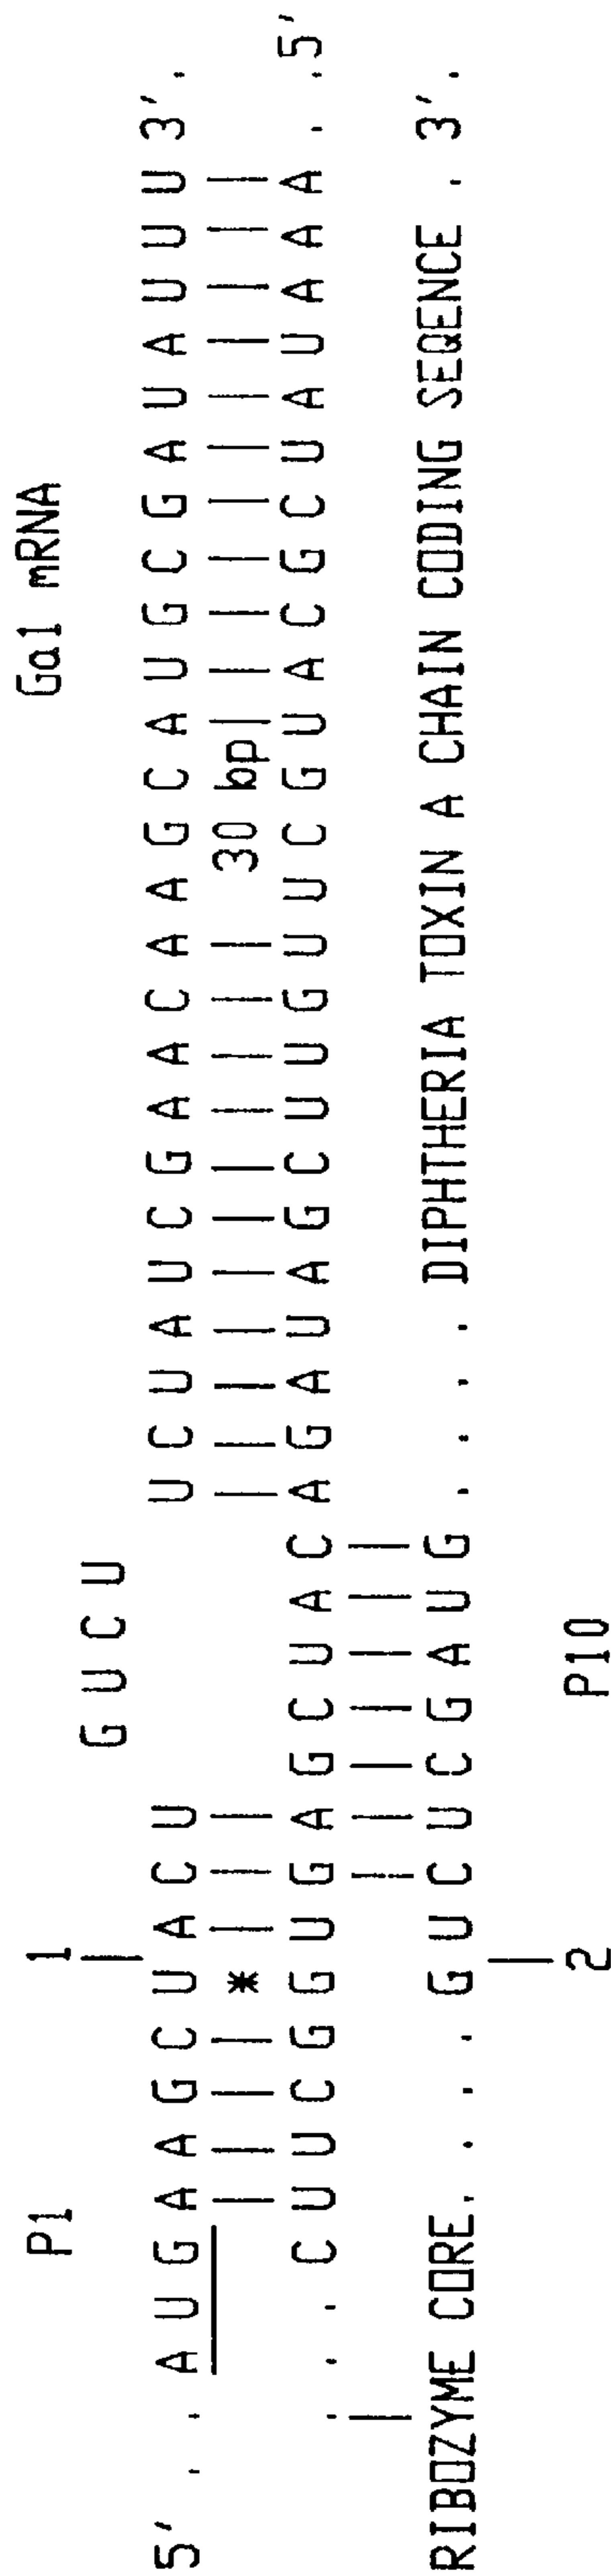 Gal mRNA
P1
1
G U C U
5' . . A U G A A G C U A C U U C U A U C G A A C A A G C A U G C G A U A U U U 3'.
* 30 bp
. . . C U U C G G U G A G C U A C A G A U A G C U U G U U C G U A C G C U A U A A A . . 5'
RIBOZYME CORE. . . . G U C U C G A U G . . . . DIPHTHERIA TOXIN A CHAIN CODING SEQENCE . 3'.
2
P10